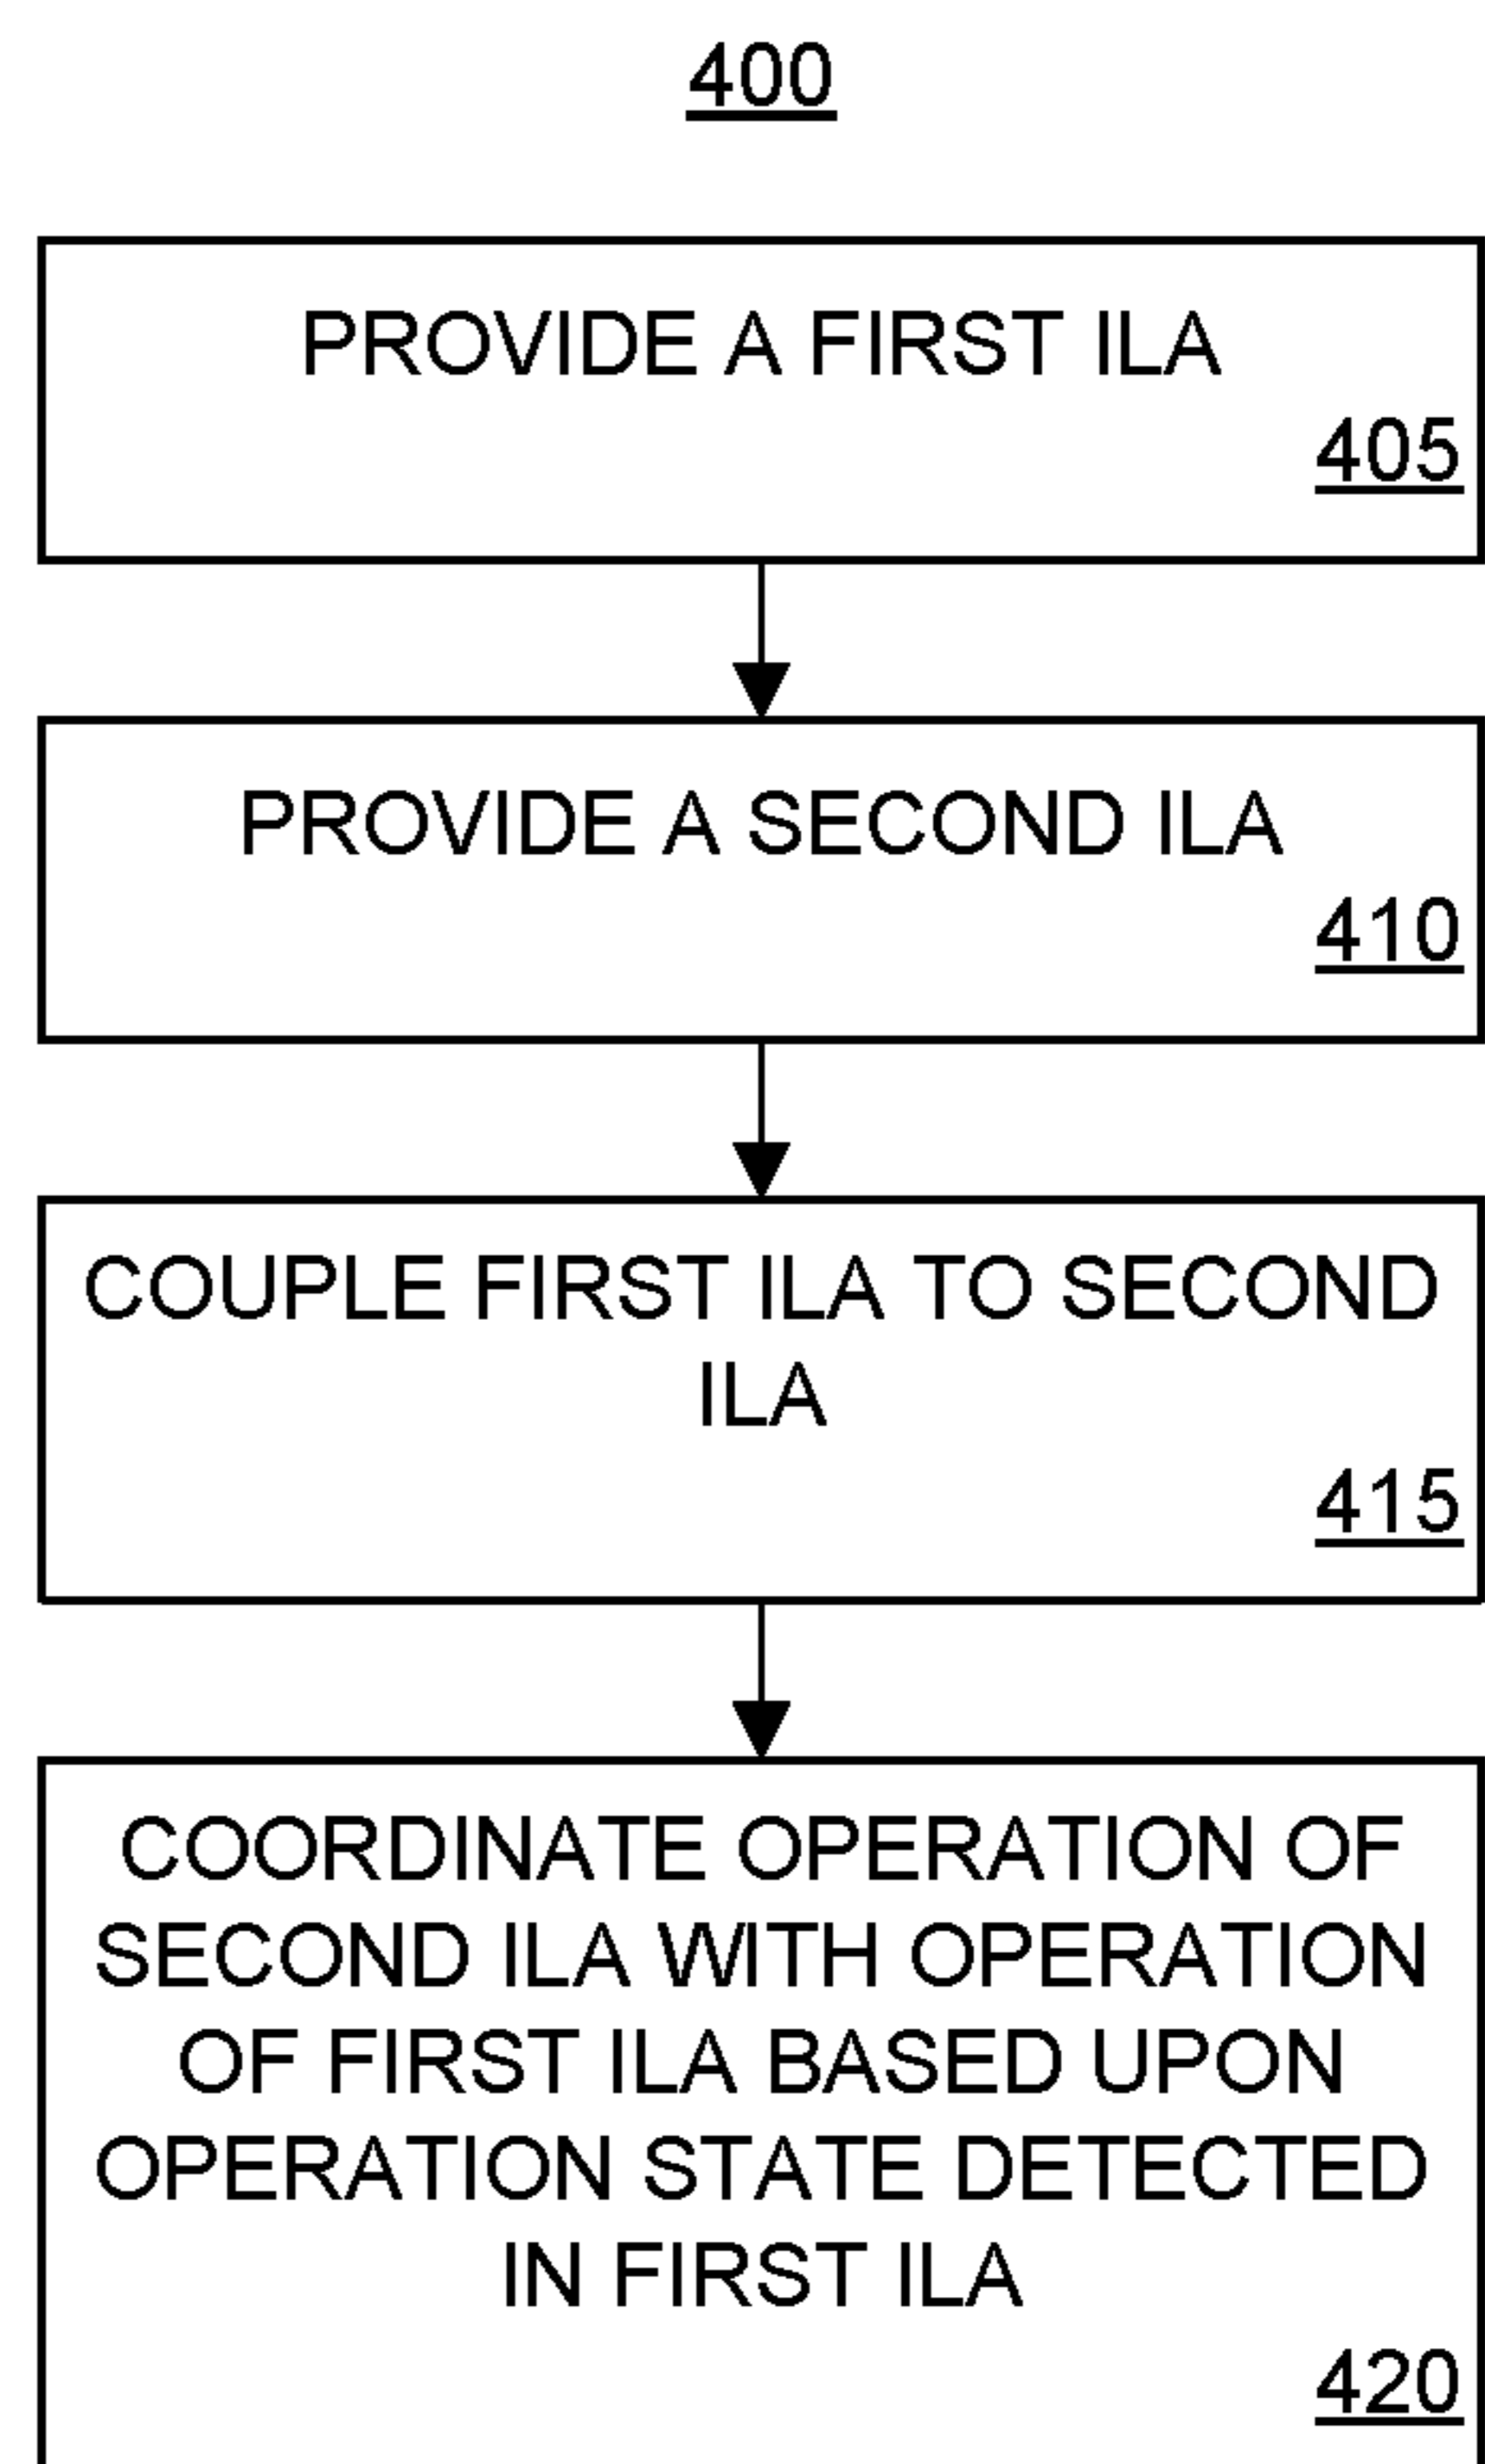 400
PROVIDE A FIRST ILA
405
PROVIDE A SECOND ILA
410
COUPLE FIRST ILA TO SECOND
ILA
415
COORDINATE OPERATION OF
SECOND ILA WITH OPERATION
OF FIRST ILA BASED UPON
OPERATION STATE DETECTED
IN FIRST ILA
420